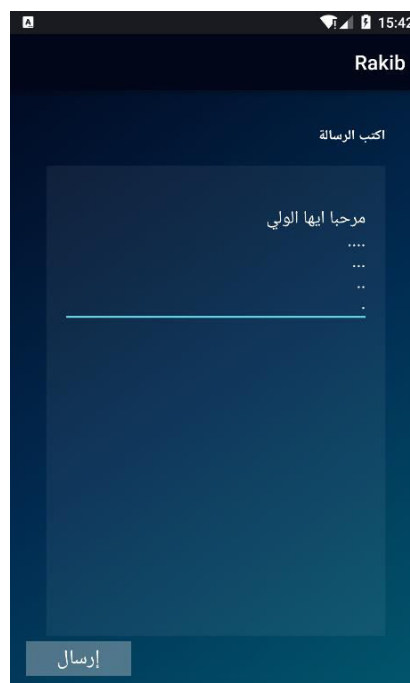 15:42
Rakib
اكتب الرسالة
مرحبا ايها الولي
....
...
..
.
إرسال